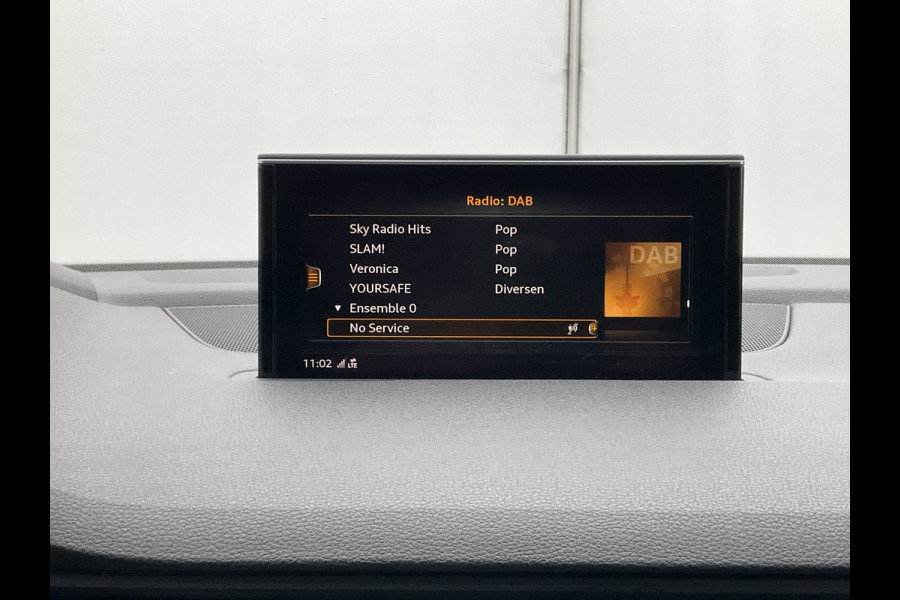 Radio: DAB
Sky Radio Hits Pop
SLAM! Pop
Veronica Pop
YOURSAFE Diversen
Ensemble 0
No Service
DAB
11:02 LTE